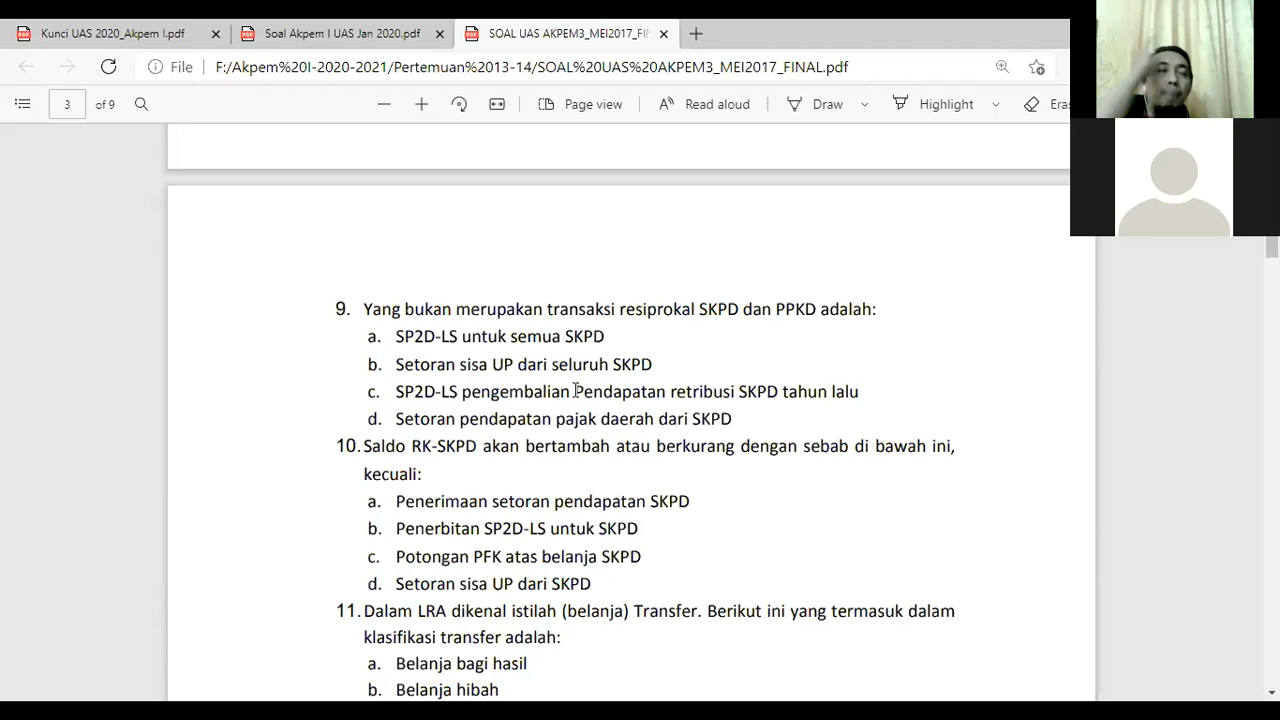 Kunci UAS 2020_Akpem I.pdf
Soal Akpem I UAS Jan 2020.pdf
SOAL UAS AKPEM3_MEI2017_FIN
File
F:/Akpem%20I-2020-2021/Pertemuan%2013-14/SOAL%20UAS%20AKPEM3_MEI2017_FINAL.pdf
3 of 9
Page view
Read aloud
Draw
Highlight
Era
9. Yang bukan merupakan transaksi resiprokal SKPD dan PPKD adalah:
a. SP2D-LS untuk semua SKPD
b. Setoran sisa UP dari seluruh SKPD
c. SP2D-LS pengembalian Pendapatan retribusi SKPD tahun lalu
d. Setoran pendapatan pajak daerah dari SKPD
10. Saldo RK-SKPD akan bertambah atau berkurang dengan sebab di bawah ini,
kecuali:
a. Penerimaan setoran pendapatan SKPD
b. Penerbitan SP2D-LS untuk SKPD
c. Potongan PFK atas belanja SKPD
d. Setoran sisa UP dari SKPD
11. Dalam LRA dikenal istilah (belanja) Transfer. Berikut ini yang termasuk dalam
klasifikasi transfer adalah:
a. Belanja bagi hasil
b. Belanja hibah